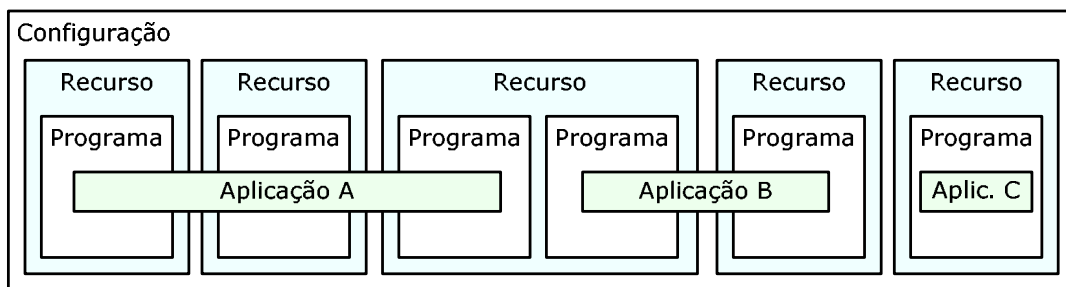 Configuração
Recurso Recurso Recurso Recurso Recurso
Programa Programa Programa Programa Programa Programa
Aplicação A Aplicação B Aplic. C